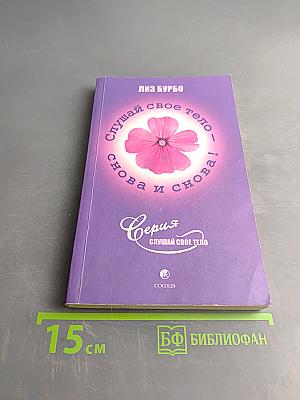 ЛИЗ БУРБО
Слушай свое тело –
снова и снова!
Серия
СЛУШАЙ СВОЕ ТЕЛО
СОФИЯ
15 см
БФ БИБЛИОФАН